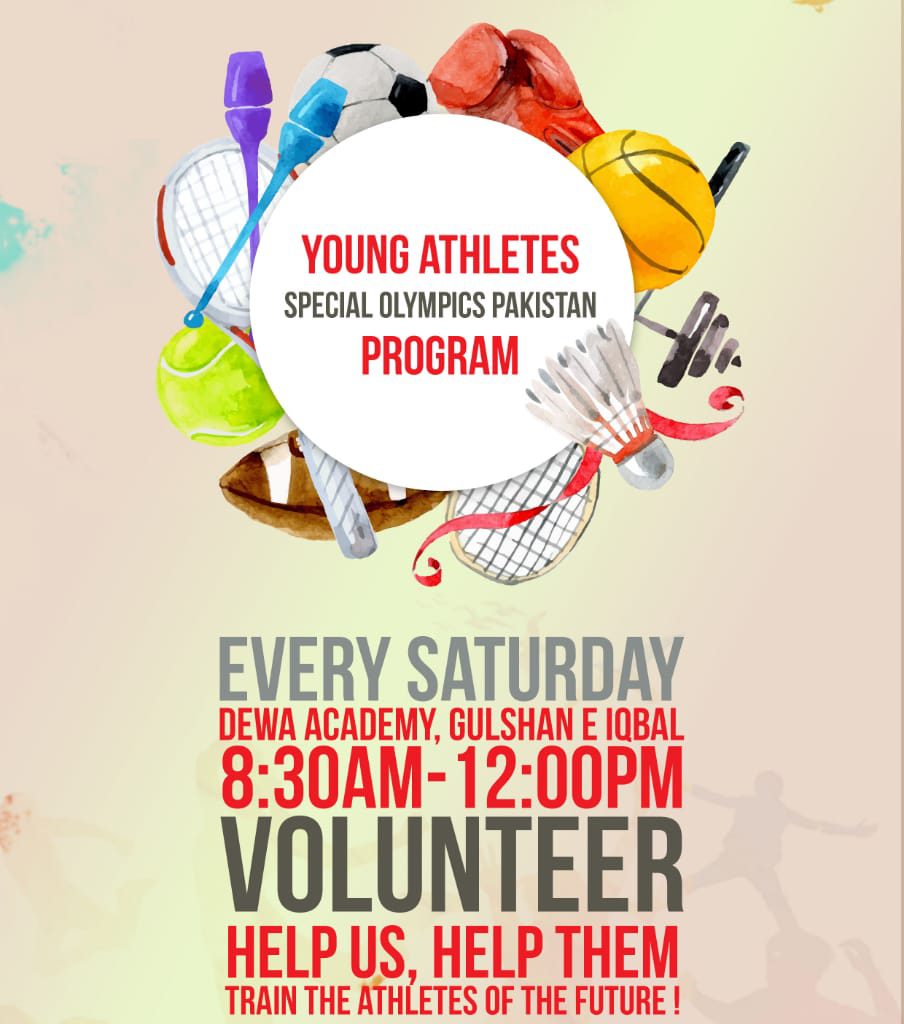 YOUNG ATHLETES
SPECIAL OLYMPICS PAKISTAN
PROGRAM
EVERY SATURDAY
DEWA ACADEMY, GULSHAN E IQBAL
8:30AM-12:00PM
VOLUNTEER
HELP US, HELP THEM
TRAIN THE ATHLETES OF THE FUTURE !